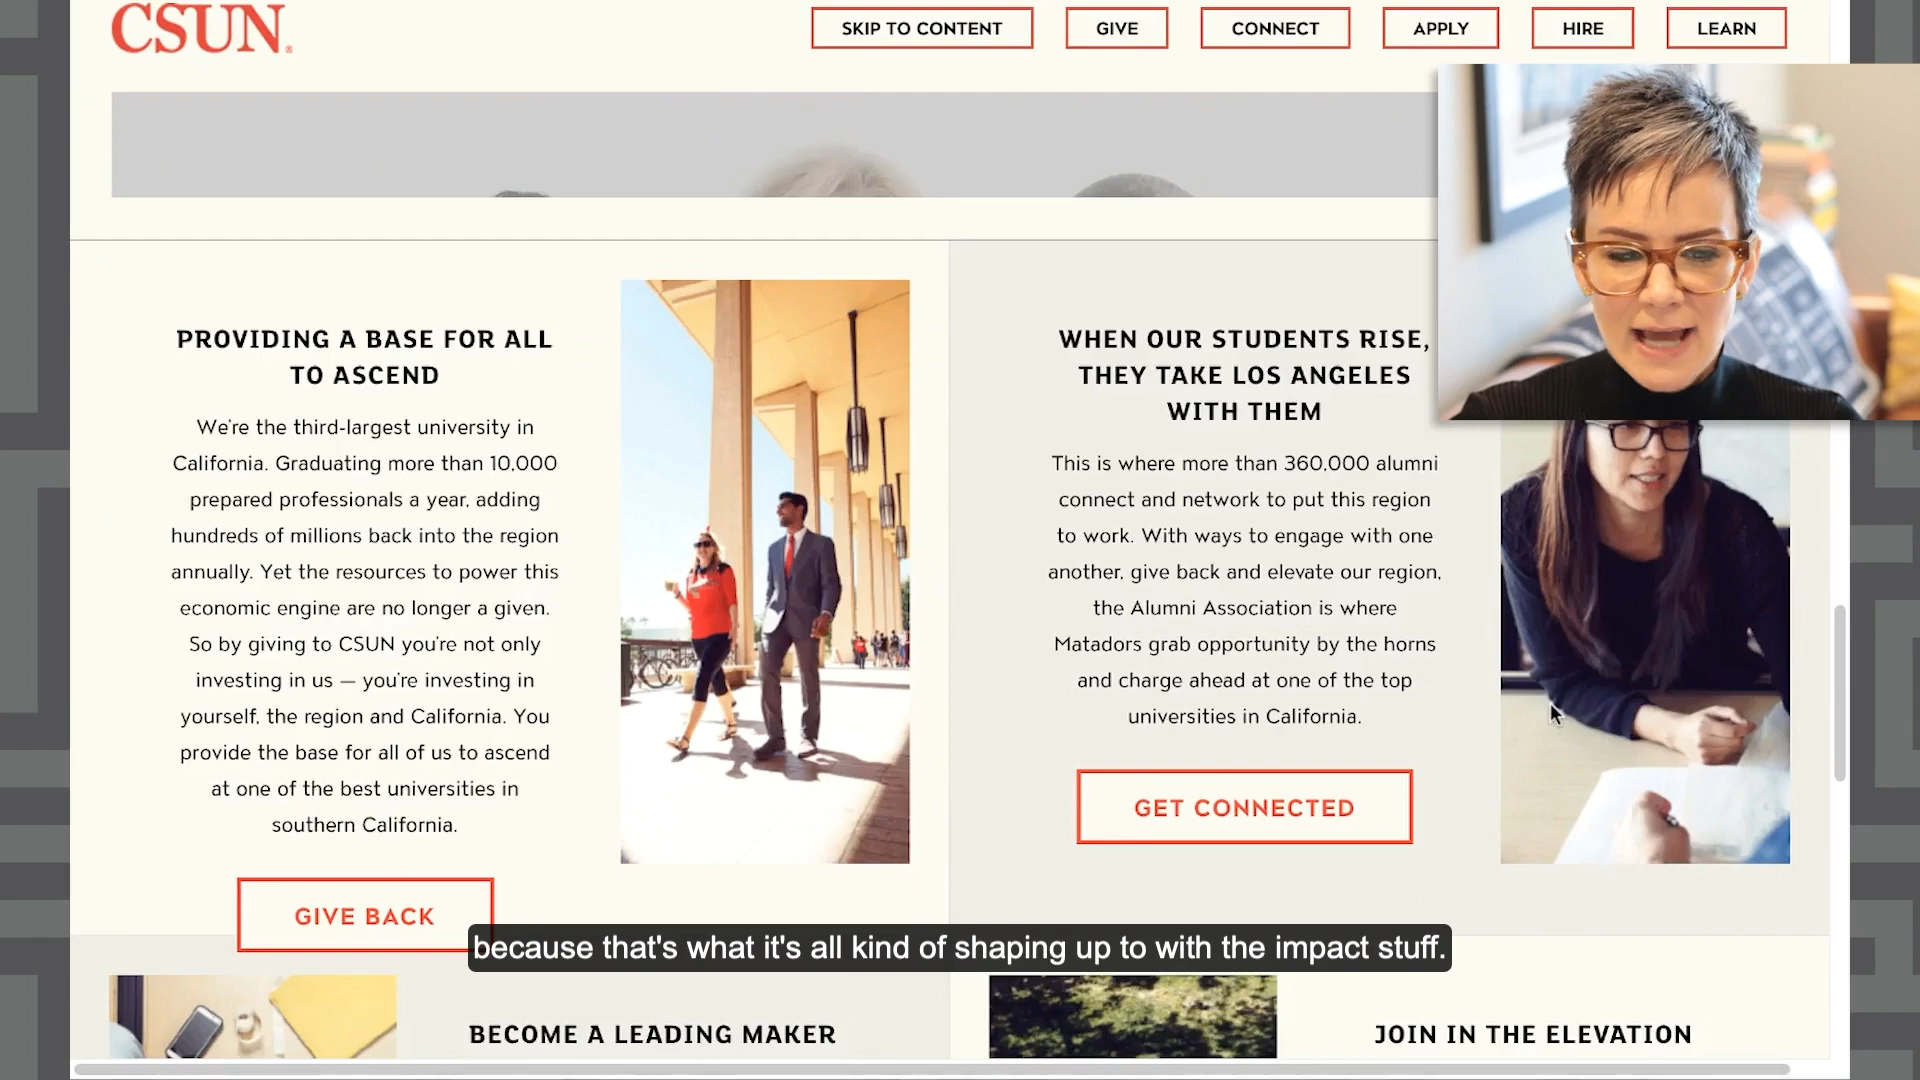 CSUN
SKIP TO CONTENT
GIVE
CONNECT
APPLY
HIRE
LEARN
PROVIDING A BASE FOR ALL
TO ASCEND
We're the third-largest university in
California. Graduating more than 10,000
prepared professionals a year, adding
hundreds of millions back into the region
annually. Yet the resources to power this
economic engine are no longer a given.
So by giving to CSUN you're not only
investing in us — you're investing in
yourself, the region and California. You
provide the base for all of us to ascend
at one of the best universities in
southern California.
GIVE BACK
WHEN OUR STUDENTS RISE,
THEY TAKE LOS ANGELES
WITH THEM
This is where more than 360,000 alumni
connect and network to put this region
to work. With ways to engage with one
another, give back and elevate our region,
the Alumni Association is where
Matadors grab opportunity by the horns
and charge ahead at one of the top
universities in California.
GET CONNECTED
because that's what it's all kind of shaping up to with the impact stuff.
BECOME A LEADING MAKER
JOIN IN THE ELEVATION